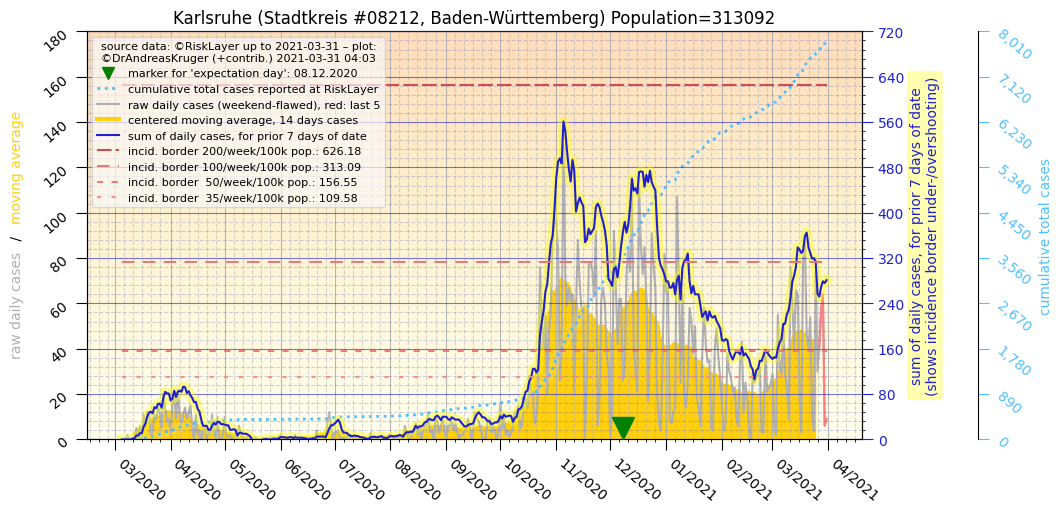 Karlsruhe (Stadtkreis #08212, Baden-Württemberg) Population=313092
source data: ©RiskLayer up to 2021-03-31 – plot:
©DrAndreasKruger (+contrib.) 2021-03-31 04:03
marker for 'expectation day': 08.12.2020
cumulative total cases reported at RiskLayer
raw daily cases (weekend-flawed), red: last 5
centered moving average, 14 days cases
sum of daily cases, for prior 7 days of date
incid. border 200/week/100k pop.: 626.18
incid. border 100/week/100k pop.: 313.09
incid. border  50/week/100k pop.: 156.55
incid. border  35/week/100k pop.: 109.58
raw daily cases / moving average
180
160
140
120
100
80
60
40
20
0
03/2020
04/2020
05/2020
06/2020
07/2020
08/2020
09/2020
10/2020
11/2020
12/2020
01/2021
02/2021
03/2021
04/2021
720
640
560
480
400
320
240
160
80
0
sum of daily cases, for prior 7 days of date
(shows incidence border under-/overshooting)
8,010
7,120
6,230
5,340
4,450
3,560
2,670
1,780
890
0
cumulative total cases